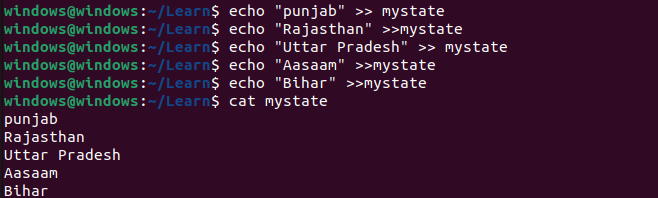 windows@windows:~/Learn$ echo "punjab" >> mystate
windows@windows:~/Learn$ echo "Rajasthan" >>mystate
windows@windows:~/Learn$ echo "Uttar Pradesh" >> mystate
windows@windows:~/Learn$ echo "Aasaam" >>mystate
windows@windows:~/Learn$ echo "Bihar" >>mystate
windows@windows:~/Learn$ cat mystate
punjab
Rajasthan
Uttar Pradesh
Aasaam
Bihar